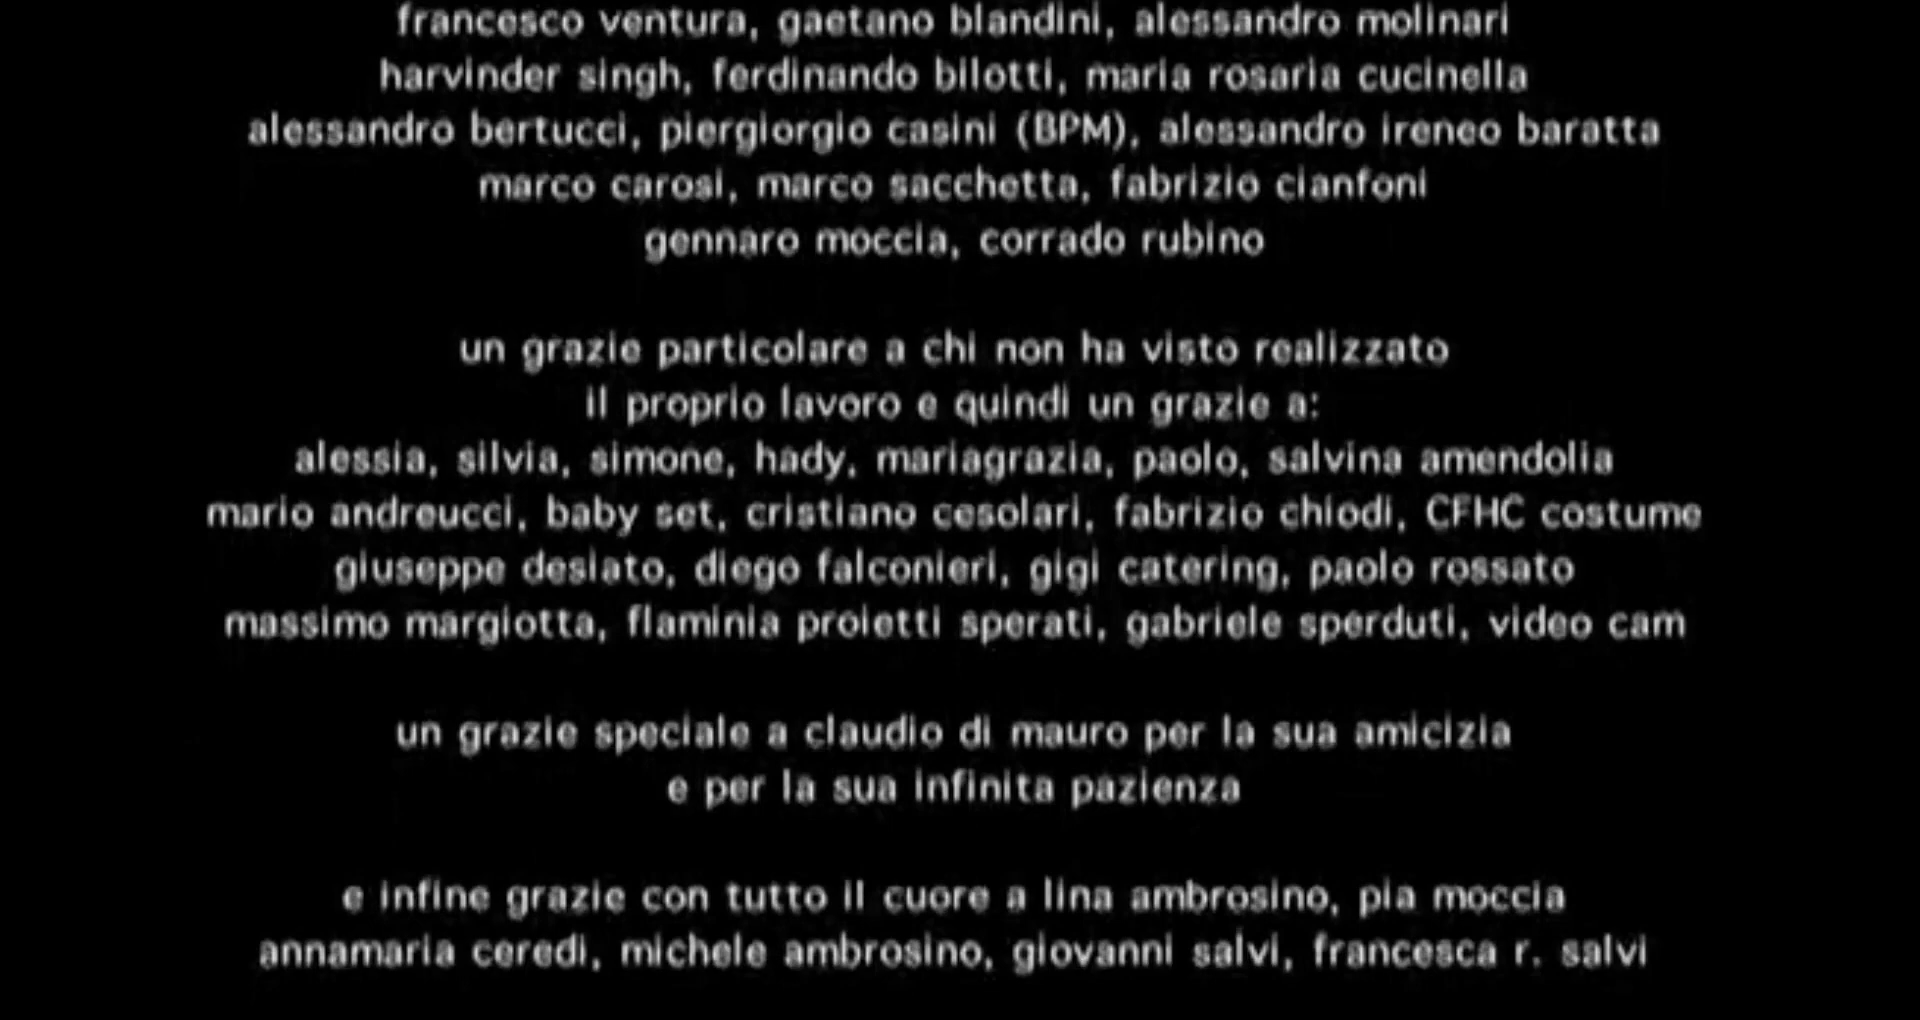 francesco ventura, gaetano blandini, alessandro molinari
harvinder singh, ferdinando bilotti, maria rosaria cucinella
alessandro bertucci, piergiorgio casini (BPM), alessandro ireneo baratta
marco carosi, marco sacchetta, fabrizio cianfoni
gennaro moccia, corrado rubino
un grazie particolare a chi non ha visto realizzato
il proprio lavoro e quindi un grazie a:
alessia, silvia, simone, hady, mariagrazia, paolo, salvina amendolia
mario andreucci, baby set, cristiano cesolari, fabrizio chiodi, CFHC costume
giuseppe desiato, diego falconieri, gigi catering, paolo rossato
massimo margiotta, flaminia proietti sperati, gabriele sperduti, video cam
un grazie speciale a claudio di mauro per la sua amicizia
e per la sua infinita pazienza
e infine grazie con tutto il cuore a lina ambrosino, pia moccia
annamaria ceredi, michele ambrosino, giovanni salvi, francesca r. salvi